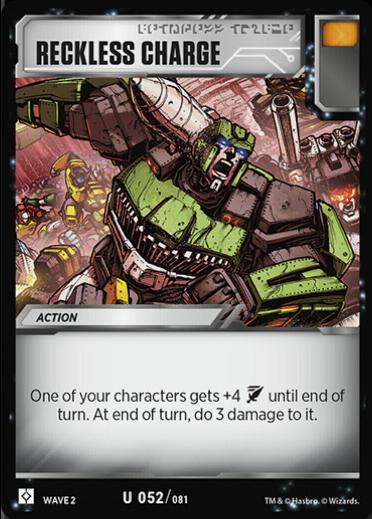 RECKLESS CHARGE
ACTION
One of your characters gets +4 until end of
turn. At end of turn, do 3 damage to it.
WAVE 2
U 052/081
TM & © Hasbro. © Wizards.